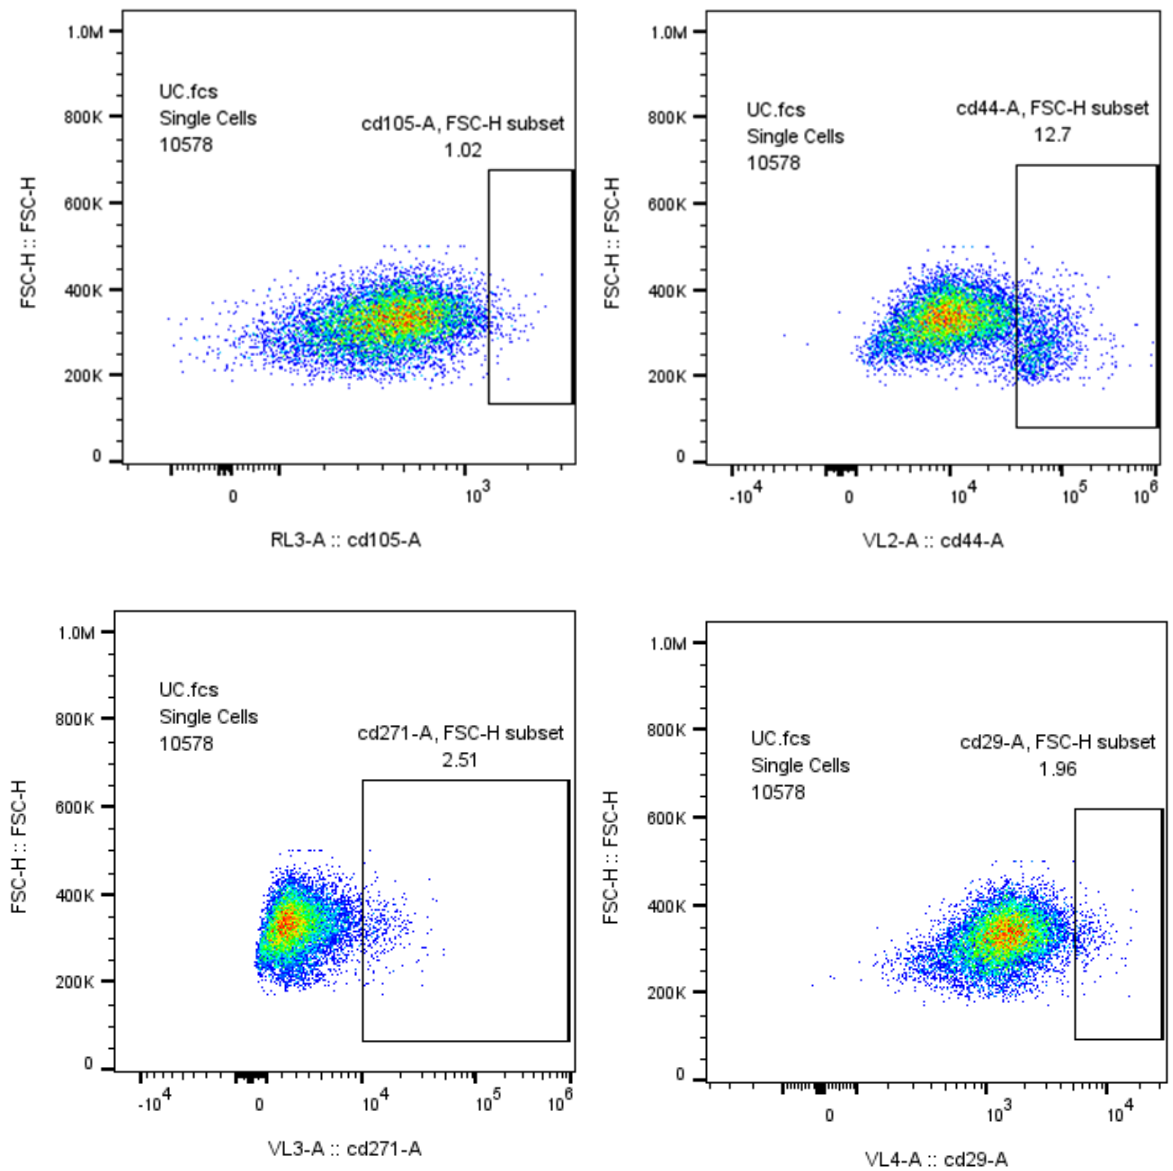 1.0M
800K
600K
400K
200K
0
FSC-H :: FSC-H
UC.fcs
Single Cells
10578
cd105-A, FSC-H subset
1.02
0
10³
RL3-A :: cd105-A
1.0M
800K
600K
400K
200K
0
FSC-H :: FSC-H
UC.fcs
Single Cells
10578
cd44-A, FSC-H subset
12.7
-10⁴
0
10⁴
10⁵
10⁶
VL2-A :: cd44-A
1.0M
800K
600K
400K
200K
0
FSC-H :: FSC-H
UC.fcs
Single Cells
10578
cd271-A, FSC-H subset
2.51
-10⁴
0
10⁴
10⁵
10⁶
VL3-A :: cd271-A
1.0M
800K
600K
400K
200K
0
FSC-H :: FSC-H
UC.fcs
Single Cells
10578
cd29-A, FSC-H subset
1.96
0
10³
10⁴
VL4-A :: cd29-A